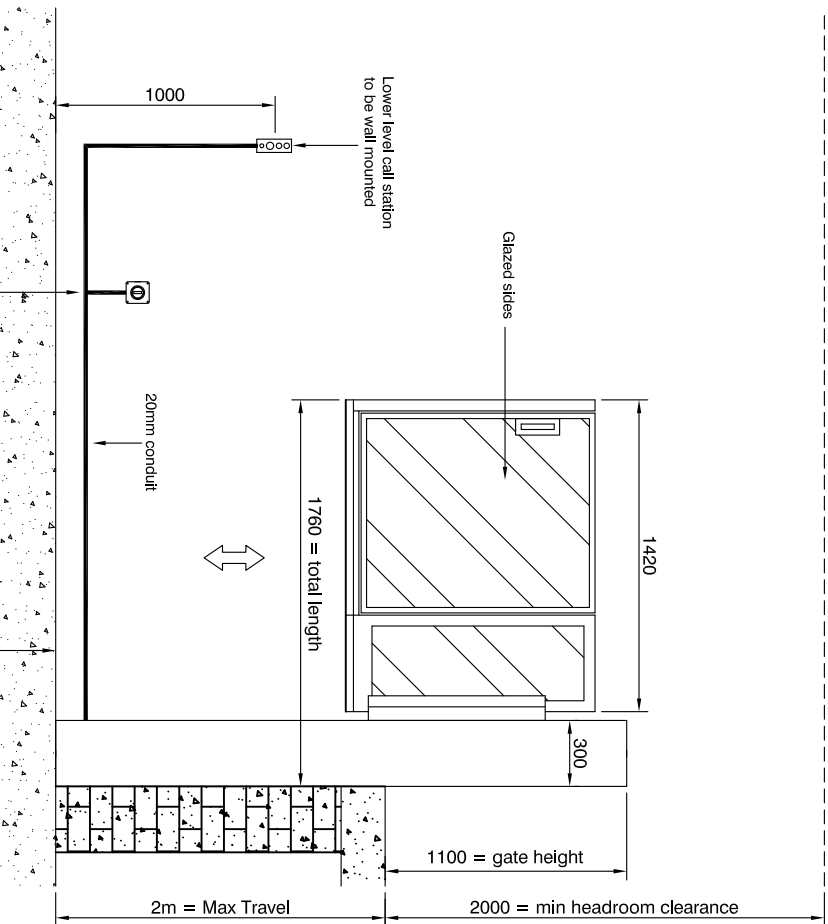 1000
Lower level call station
to be wall mounted
Glazed sides
20mm conduit
1760 = total length
1420
300
1100 = gate height
2m = Max Travel
2000 = min headroom clearance